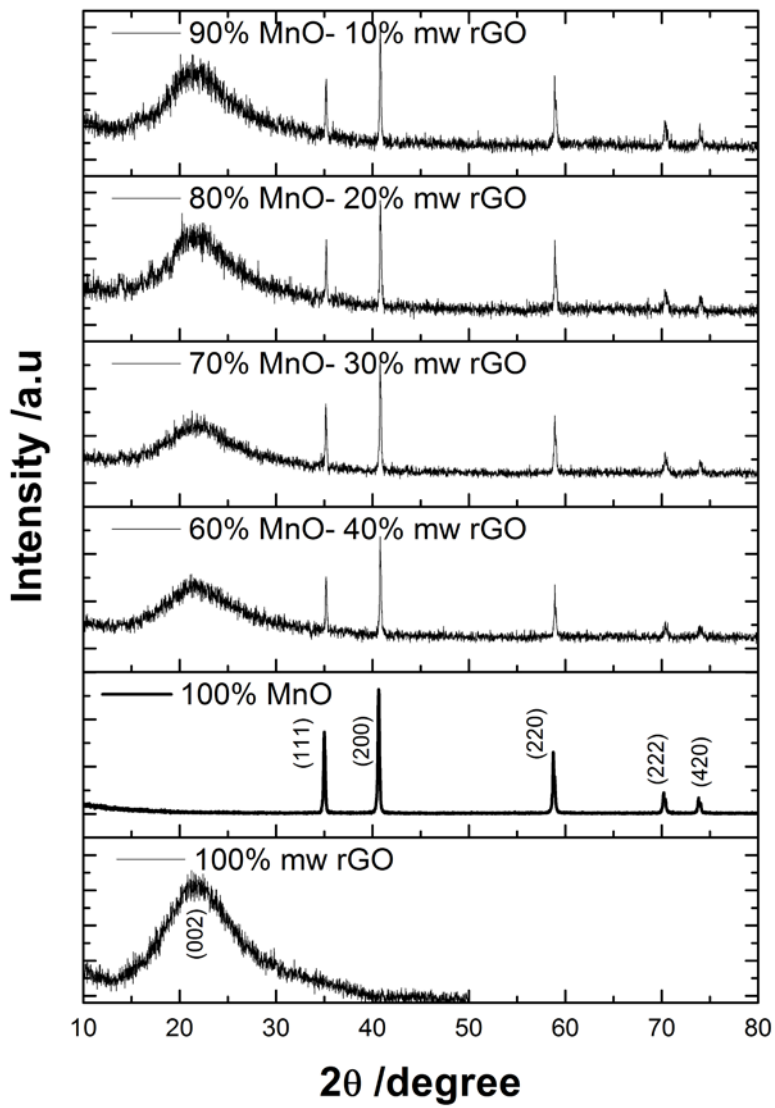 90% MnO- 10% mw rGO
80% MnO- 20% mw rGO
70% MnO- 30% mw rGO
60% MnO- 40% mw rGO
100% MnO
(111)
(200)
(220)
(222)
(420)
100% mw rGO
(002)
10 20 30 40 50 60 70 80
2θ /degree
Intensity /a.u